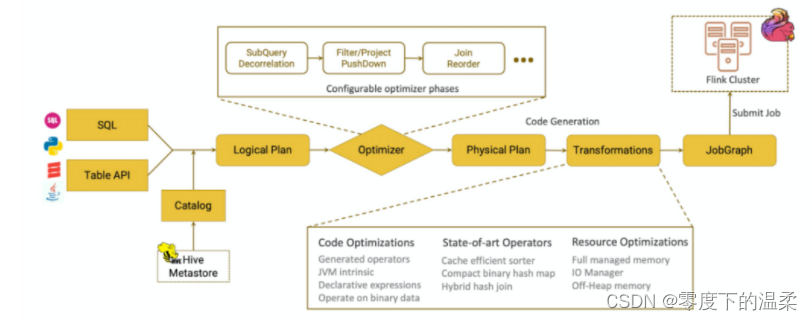 SubQuery
Decorrelation
Filter/Project
PushDown
Join
Reorder
Configurable optimizer phases
Flink Cluster
Submit Job
Code Generation
SQL
SQL
Table API
Logical Plan
Optimizer
Physical Plan
Transformations
JobGraph
Catalog
Hive
Metastore
Code Optimizations
Generated operators
JVM intrinsic
Declarative expressions
Operate on binary data
State-of-art Operators
Cache efficient sorter
Compact binary hash map
Hybrid hash join
Resource Optimizations
Full managed memory
IO Manager
Off-Heap memory
CSDN @零度下的温柔